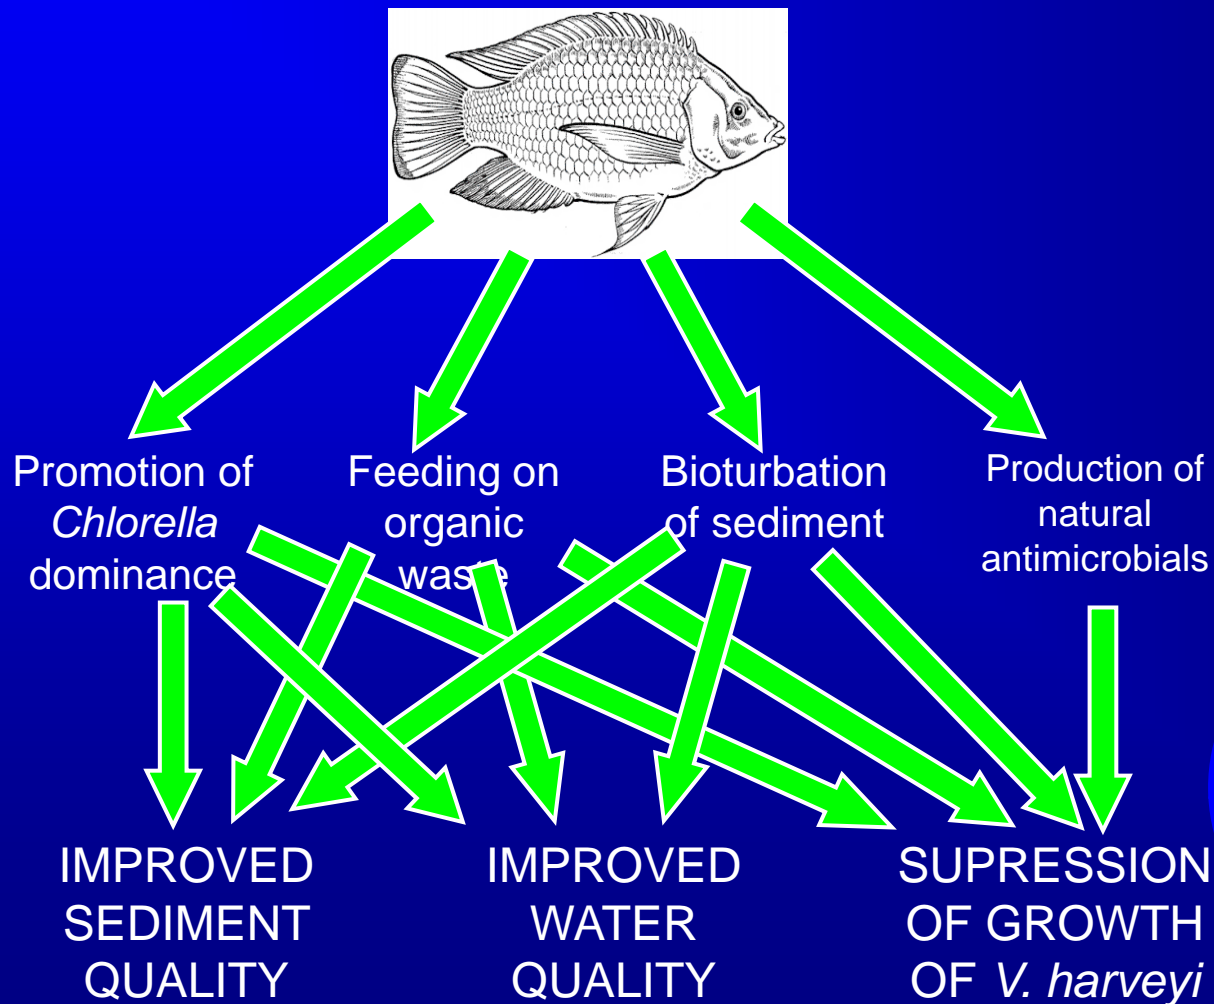 Promotion of
Chlorella
dominance
Feeding on
organic
waste
Bioturbation
of sediment
Production of
natural
antimicrobials
IMPROVED
SEDIMENT
QUALITY
IMPROVED
WATER
QUALITY
SUPRESSION
OF GROWTH
OF V. harveyi